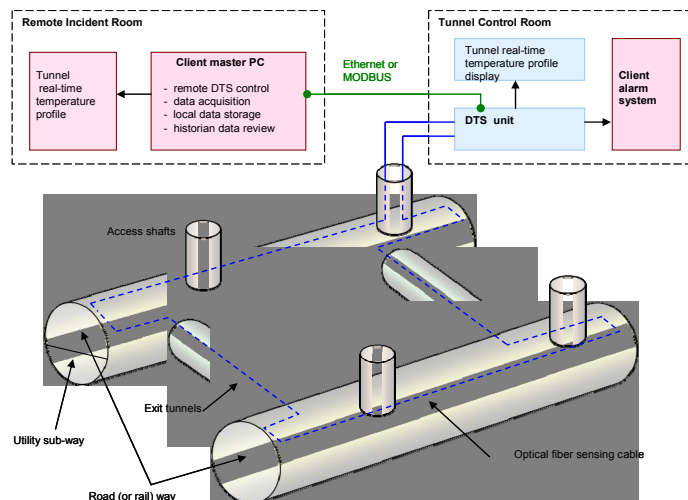 Remote Incident Room
Tunnel Control Room
Tunnel
real-time
temperature
profile
Client master PC
- remote DTS control
- data acquisition
- local data storage
- historian data review
Ethernet or
MODBUS
Tunnel real-time
temperature profile
display
DTS unit
Client
alarm
system
Access shafts
Exit tunnels
Utility sub-way
Road (or rail) way
Optical fiber sensing cable